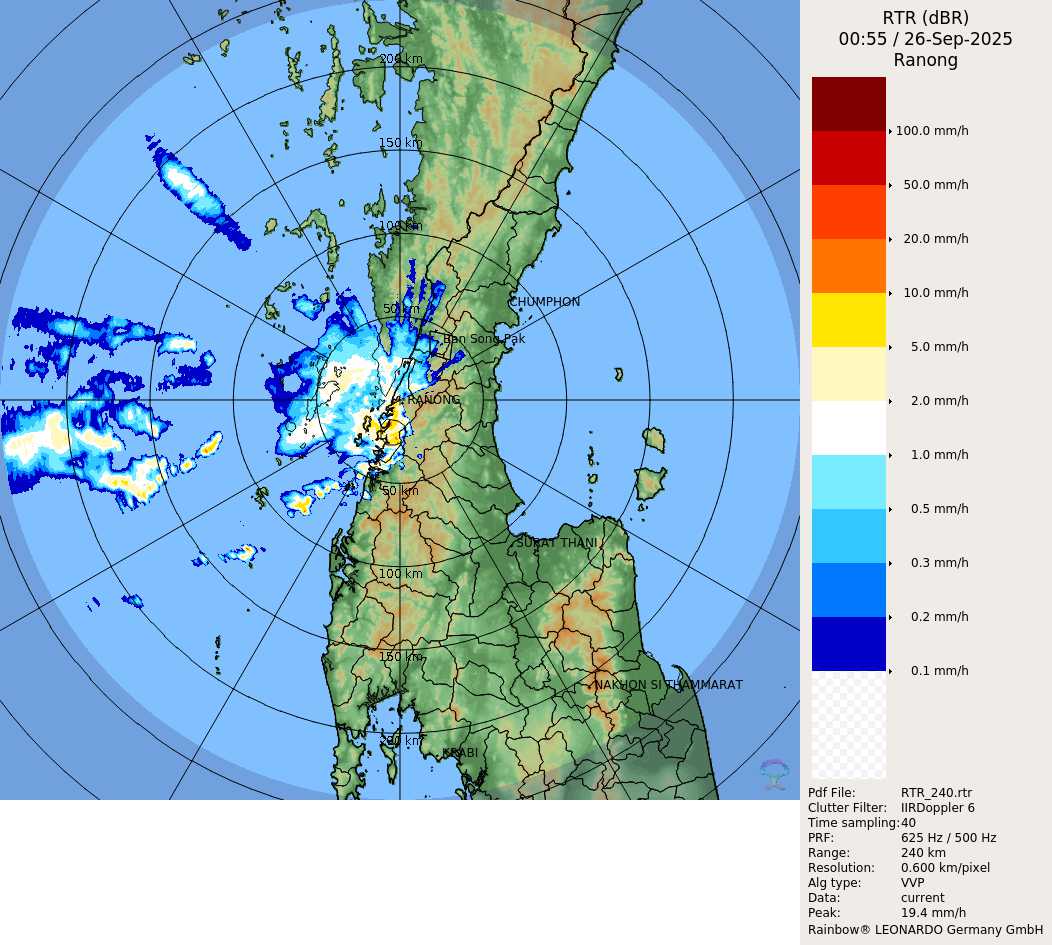 RTR (dBR)
00:55 / 26-Sep-2025
Ranong
200 km
150 km
100 km
50 km
CHUMPHON
Ban Song Pak
RANONG
50 km
SURAT THANI
100 km
150 km
NAKHON SI THAMMARAT
200 km
KRABI
100.0 mm/h
50.0 mm/h
20.0 mm/h
10.0 mm/h
5.0 mm/h
2.0 mm/h
1.0 mm/h
0.5 mm/h
0.3 mm/h
0.2 mm/h
0.1 mm/h
Pdf File: RTR_240.rtr
Clutter Filter: IIRDoppler 6
Time sampling:40
PRF: 625 Hz / 500 Hz
Range: 240 km
Resolution: 0.600 km/pixel
Alg type: VVP
Data: current
Peak: 19.4 mm/h
Rainbow® LEONARDO Germany GmbH